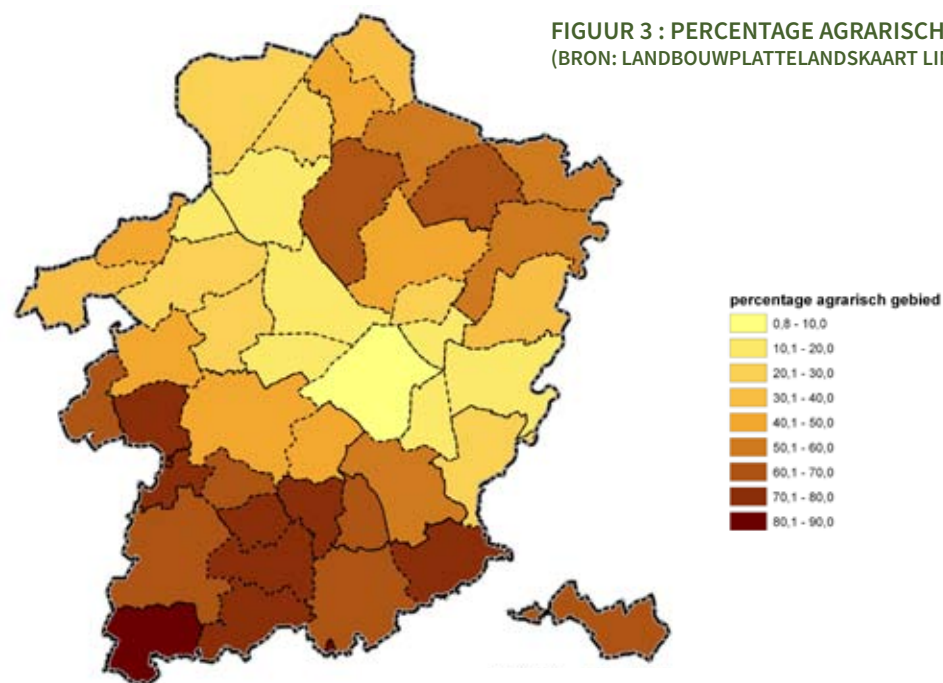 FIGUUR 3 : PERCENTAGE AGRARISCH
(BRON: LANDBOUWPLATTELANDSKAART
percentage agrarisch gebied
0,8 - 10,0
10,1 - 20,0
20,1 - 30,0
30,1 - 40,0
40,1 - 50,0
50,1 - 60,0
60,1 - 70,0
70,1 - 80,0
80,1 - 90,0